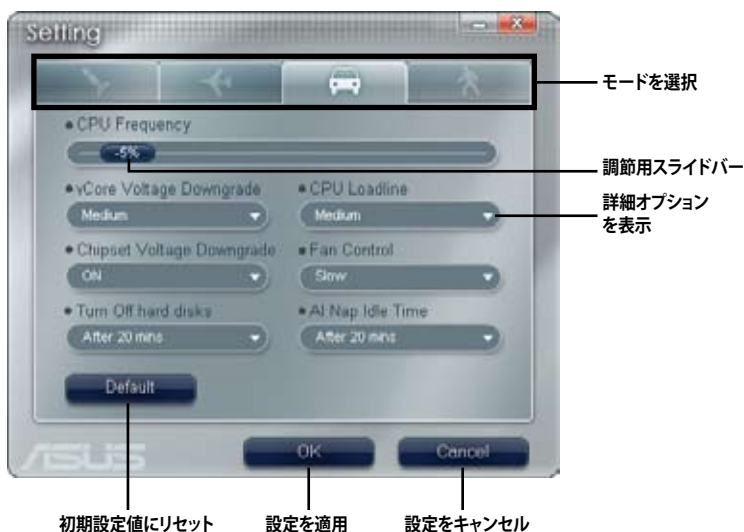 Setting
モードを選択
CPU Frequency
-5%
調節用スライドバー
vCore Voltage Downgrade
CPU Loadline
Medium
Medium
詳細オプション
を表示
Chipset Voltage Downgrade
Fan Control
ON
Slow
Turn Off hard disks
AI Nap Idle Time
After 20 mins
After 20 mins
Default
ASUS
OK
Cancel
初期設定値にリセット
設定を適用
設定をキャンセル